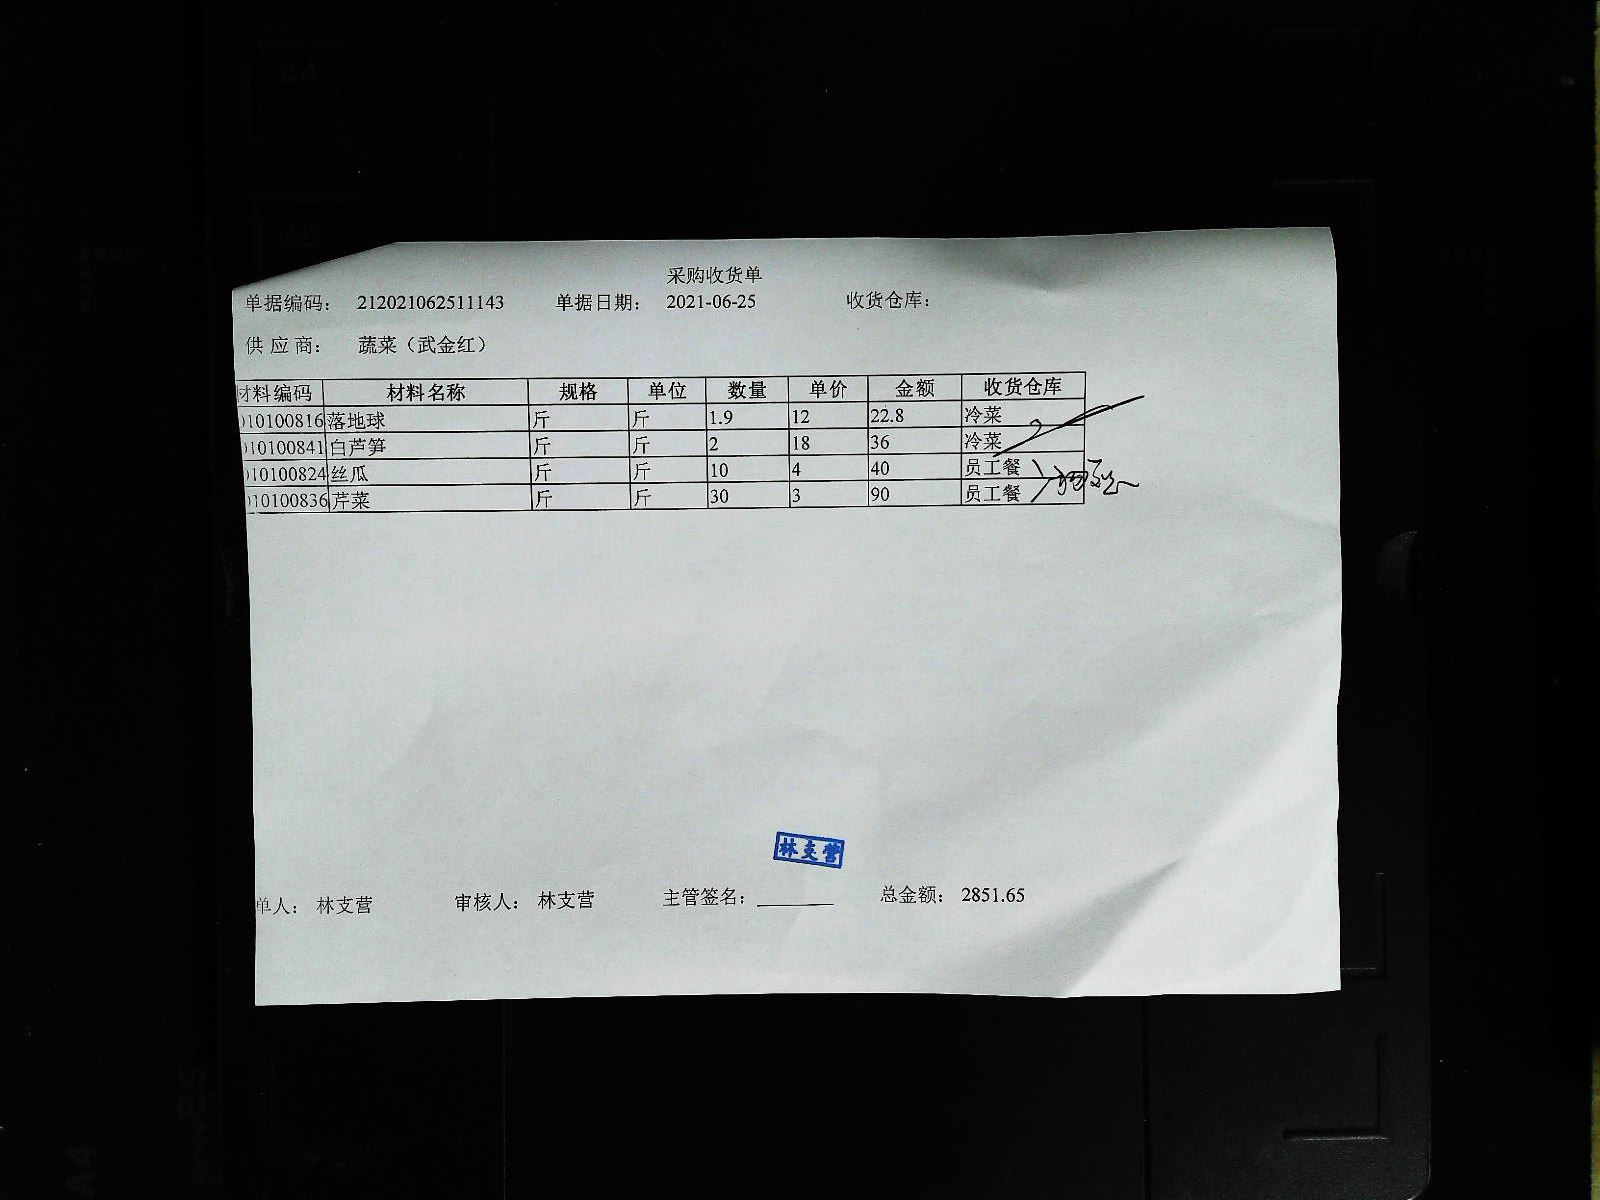 采购收货单
单据编码： 212021062511143 单据日期： 2021-06-25 收货仓库：
供 应 商： 蔬菜（武金红）
材料编码 材料名称 规格 单位 数量 单价 金额 收货仓库
10100816 落地球 斤 斤 1.9 12 22.8 冷菜
10100841 白芦笋 斤 斤 2 18 36 冷菜
10100824 丝瓜 斤 斤 10 4 40 员工餐
10100836 芹菜 斤 斤 30 3 90 员工餐
林支营
单人： 林支营 审核人： 林支营 主管签名： 总金额： 2851.65